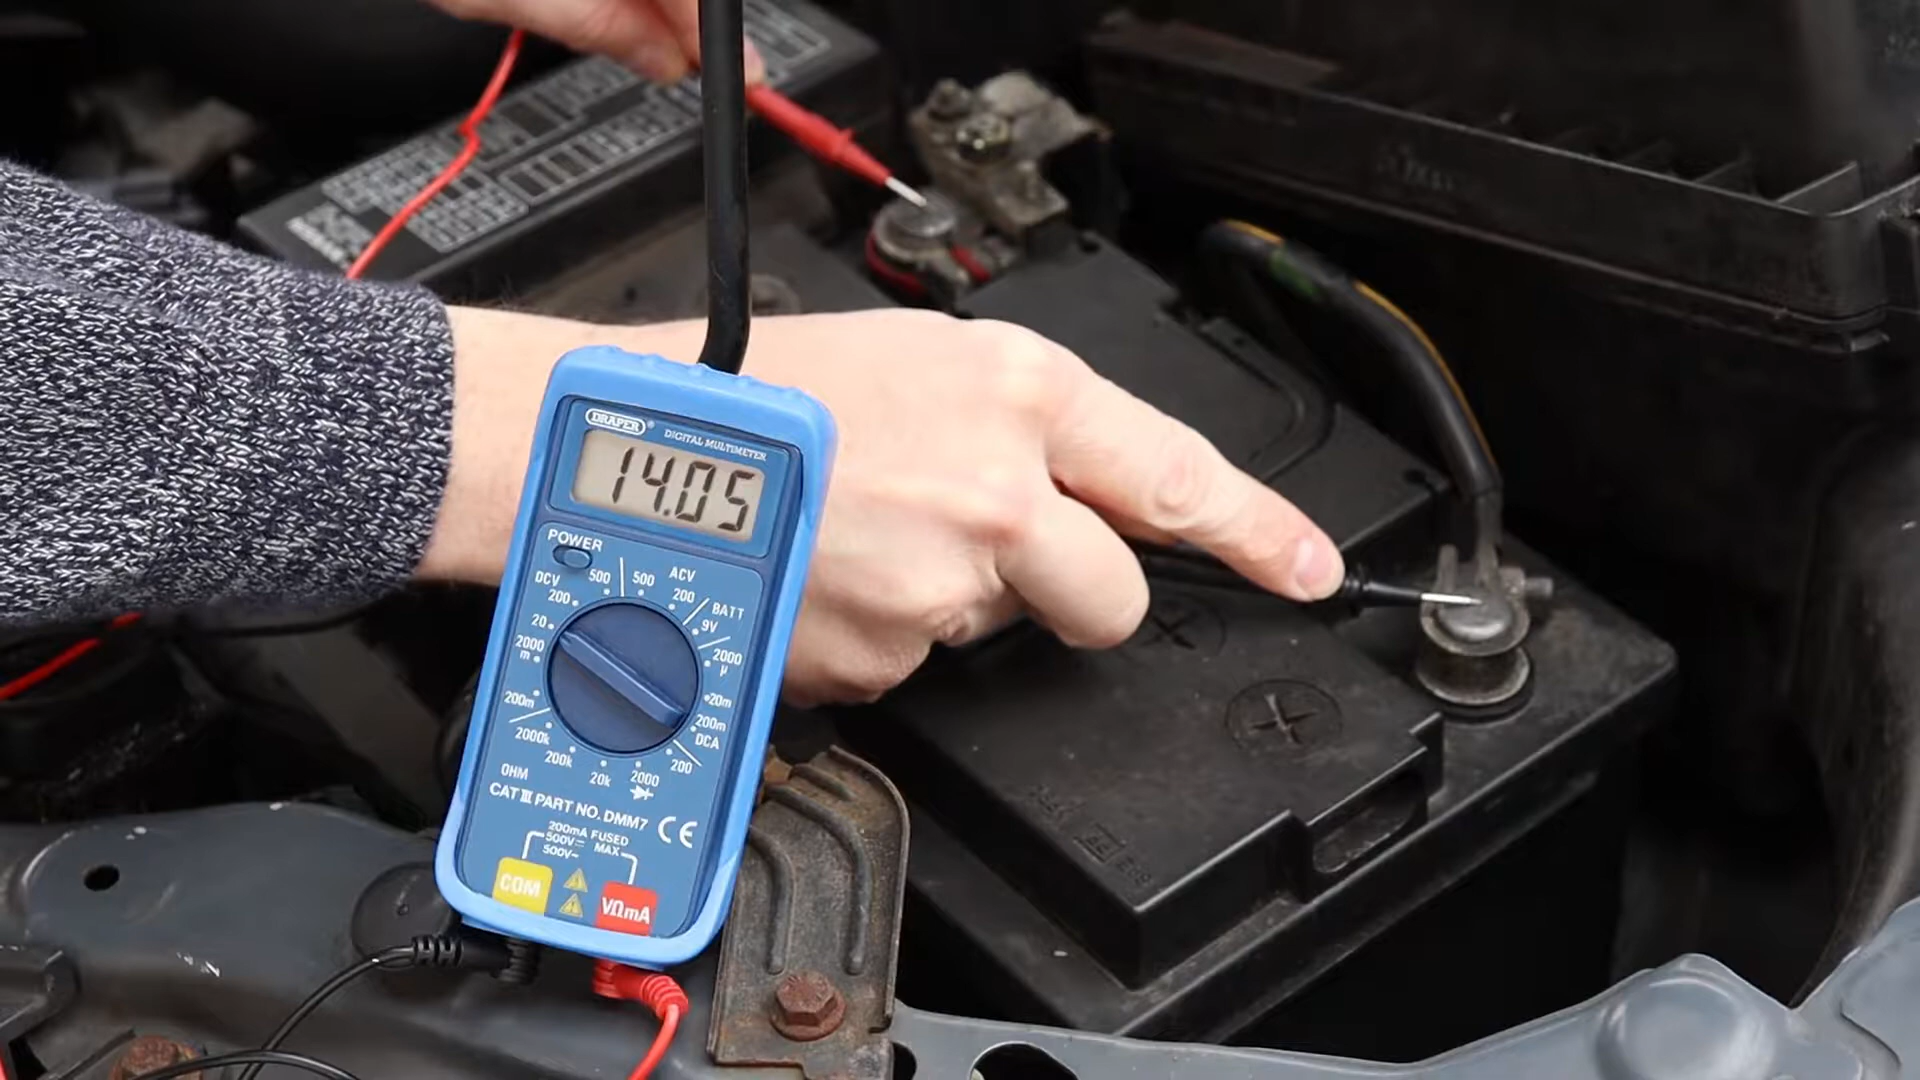 DRAPER®
DIGITAL MULTIMETER
14.05
POWER
DCV 500 500 ACV
200 200 BATT
20 9V
2000 m 2000 µ
200m 20m
2000k 200m
200k 20k 2000 200 DCA
OHM
CAT III PART NO. DMM7 CE
200mA FUSED
500V⎓ MAX
500V~
COM VΩmA